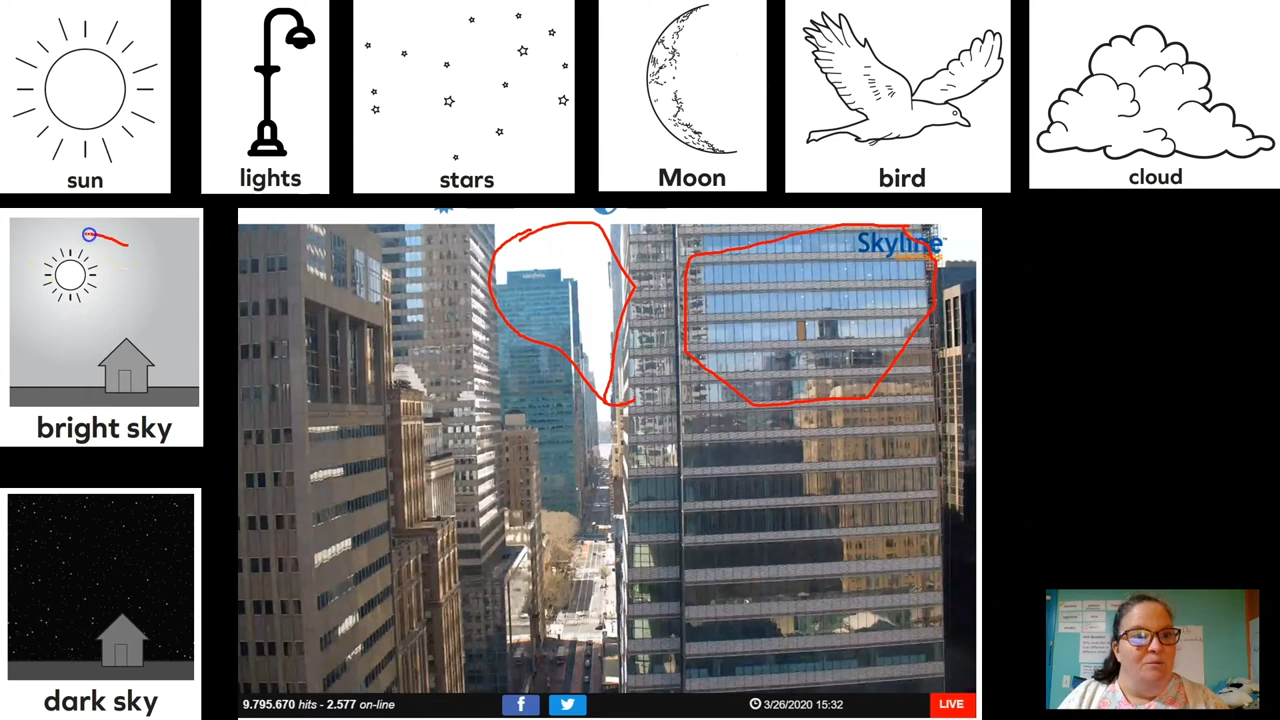 sun
lights
stars
Moon
bird
cloud
bright sky
dark sky
Skyline
9.795.670 hits - 2.577 on-line
3/26/2020 15:32
LIVE